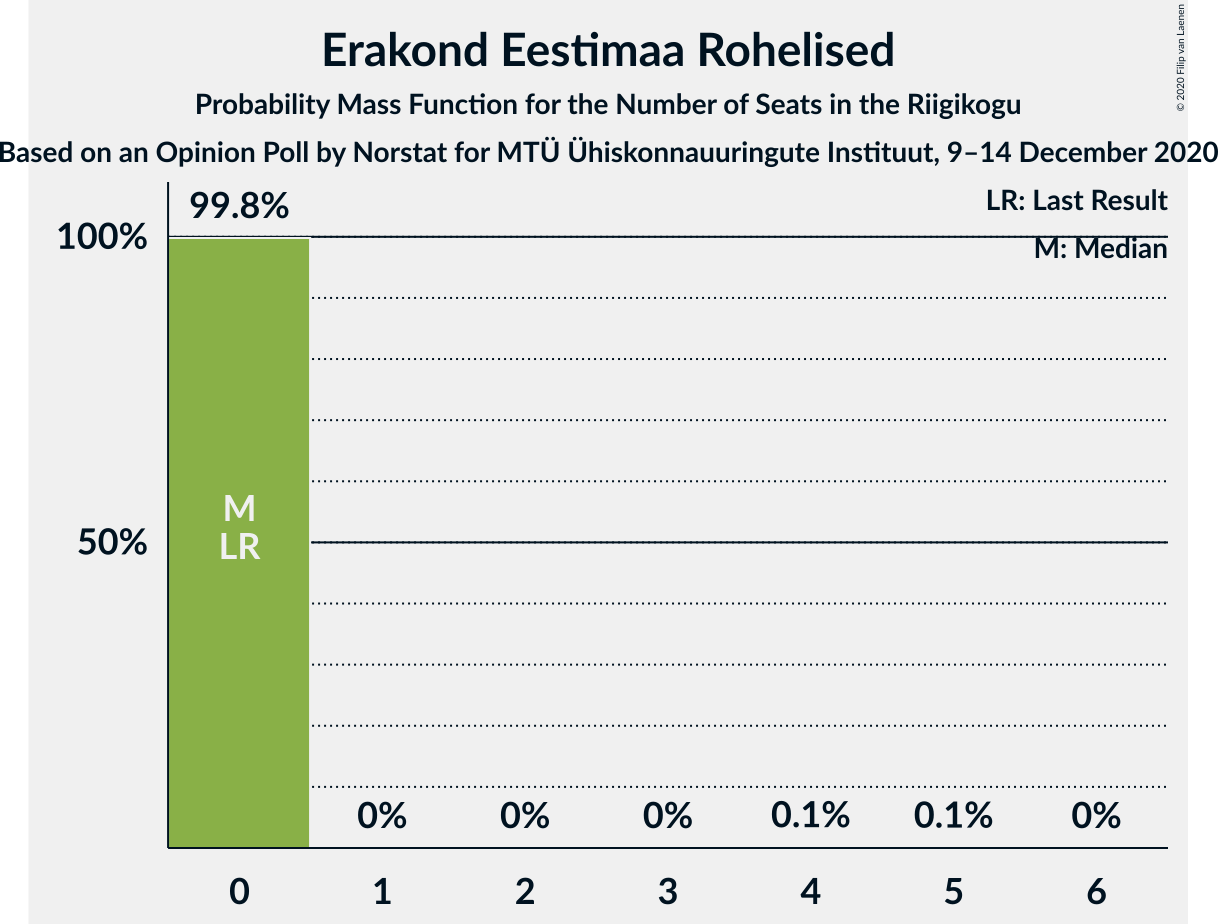 Erakond Eestimaa Rohelised
Probability Mass Function for the Number of Seats in the Riigikogu
Based on an Opinion Poll by Norstat for MTÜ Ühiskonnauuringute Instituut, 9–14 December 2020
© 2020 Filip van Laenen
LR: Last Result
M: Median
99.8%
100%
50%
M
LR
0% 0% 0% 0.1% 0.1% 0%
0 1 2 3 4 5 6